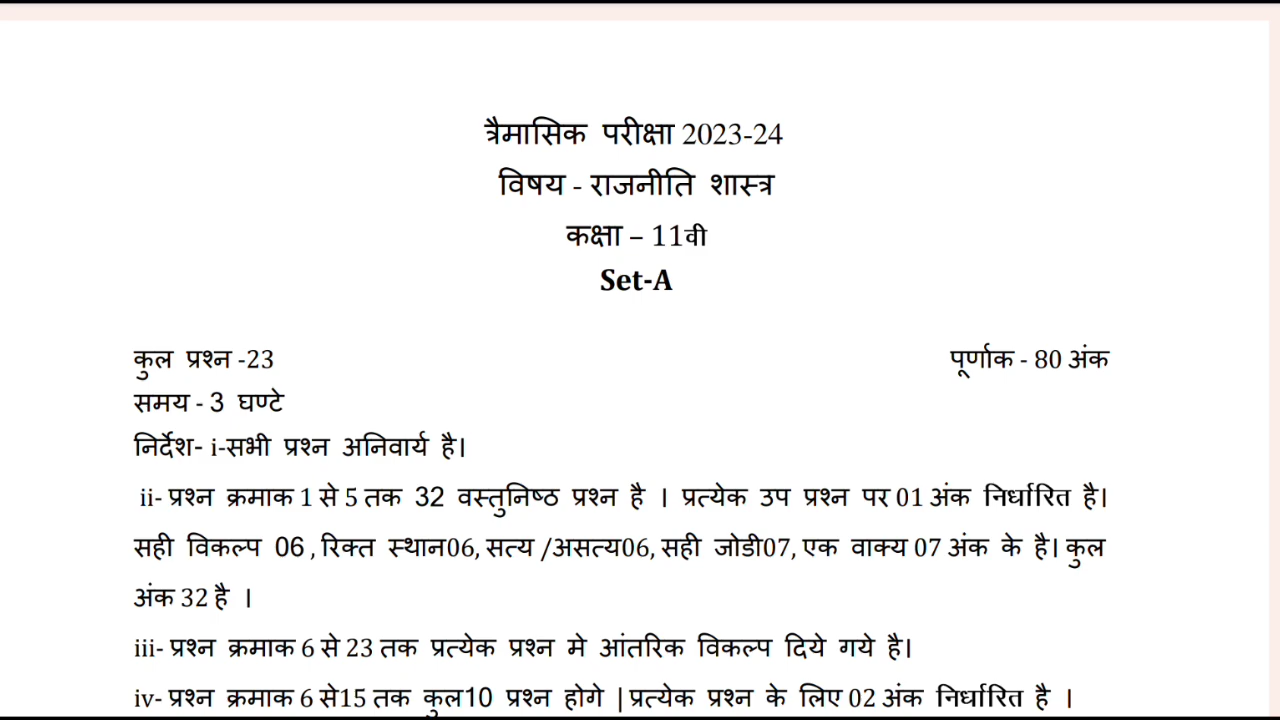 त्रैमासिक परीक्षा 2023-24
विषय - राजनीति शास्त्र
कक्षा – 11वी
Set-A
कुल प्रश्न -23 पूर्णाक - 80 अंक
समय - 3 घण्टे
निर्देश- i-सभी प्रश्न अनिवार्य है।
ii- प्रश्न क्रमाक 1 से 5 तक 32 वस्तुनिष्ठ प्रश्न है । प्रत्येक उप प्रश्न पर 01 अंक निर्धारित है।
सही विकल्प 06 , रिक्त स्थान06, सत्य /असत्य06, सही जोडी07, एक वाक्य 07 अंक के है। कुल
अंक 32 है ।
iii- प्रश्न क्रमाक 6 से 23 तक प्रत्येक प्रश्न मे आंतरिक विकल्प दिये गये है।
iv- प्रश्न क्रमाक 6 से15 तक कुल10 प्रश्न होगे | प्रत्येक प्रश्न के लिए 02 अंक निर्धारित है ।